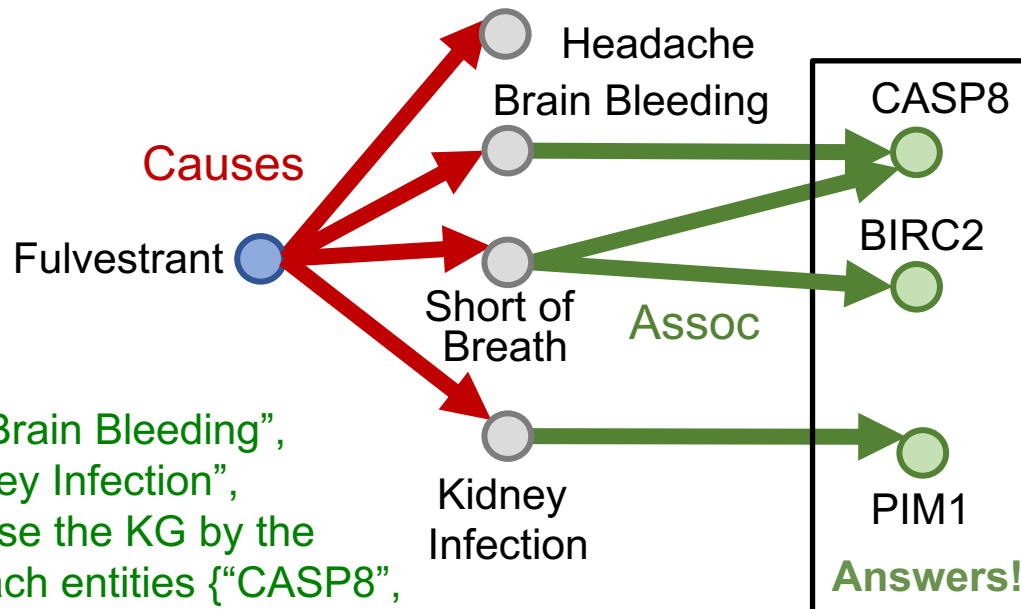 Headache
Brain Bleeding
CASP8
Causes
Fulvestrant
BIRC2
Short of
Breath
Assoc
Brain Bleeding”,
ey Infection”,
se the KG by the
ach entities {“CASP8”,
Kidney
Infection
PIM1
Answers!